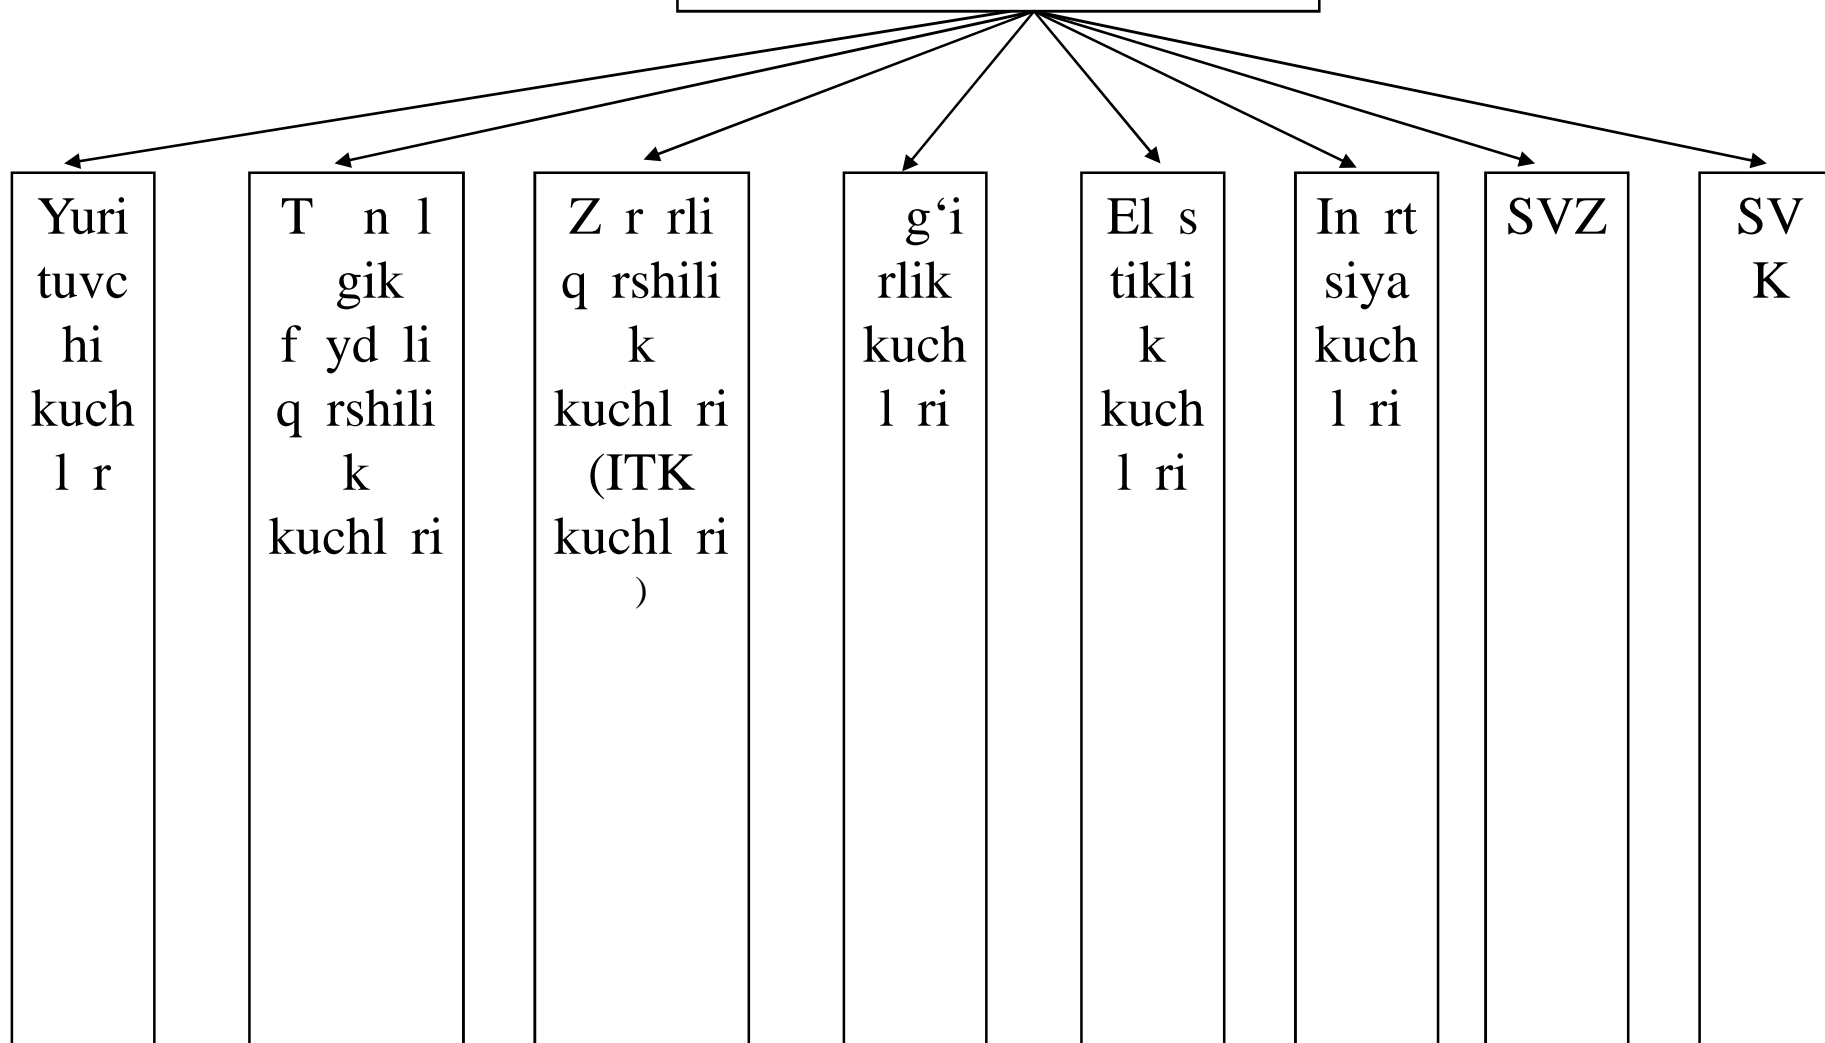 Yuri
tuvc
hi
kuch
l r
T n l
gik
f yd li
q rshili
k
kuchl ri
Z r rli
q rshili
k
kuchl ri
(ITK
kuchl ri
)
g‘i
rlik
kuch
l ri
El s
tikli
k
kuch
l ri
In rt
siya
kuch
l ri
SVZ
SV
K